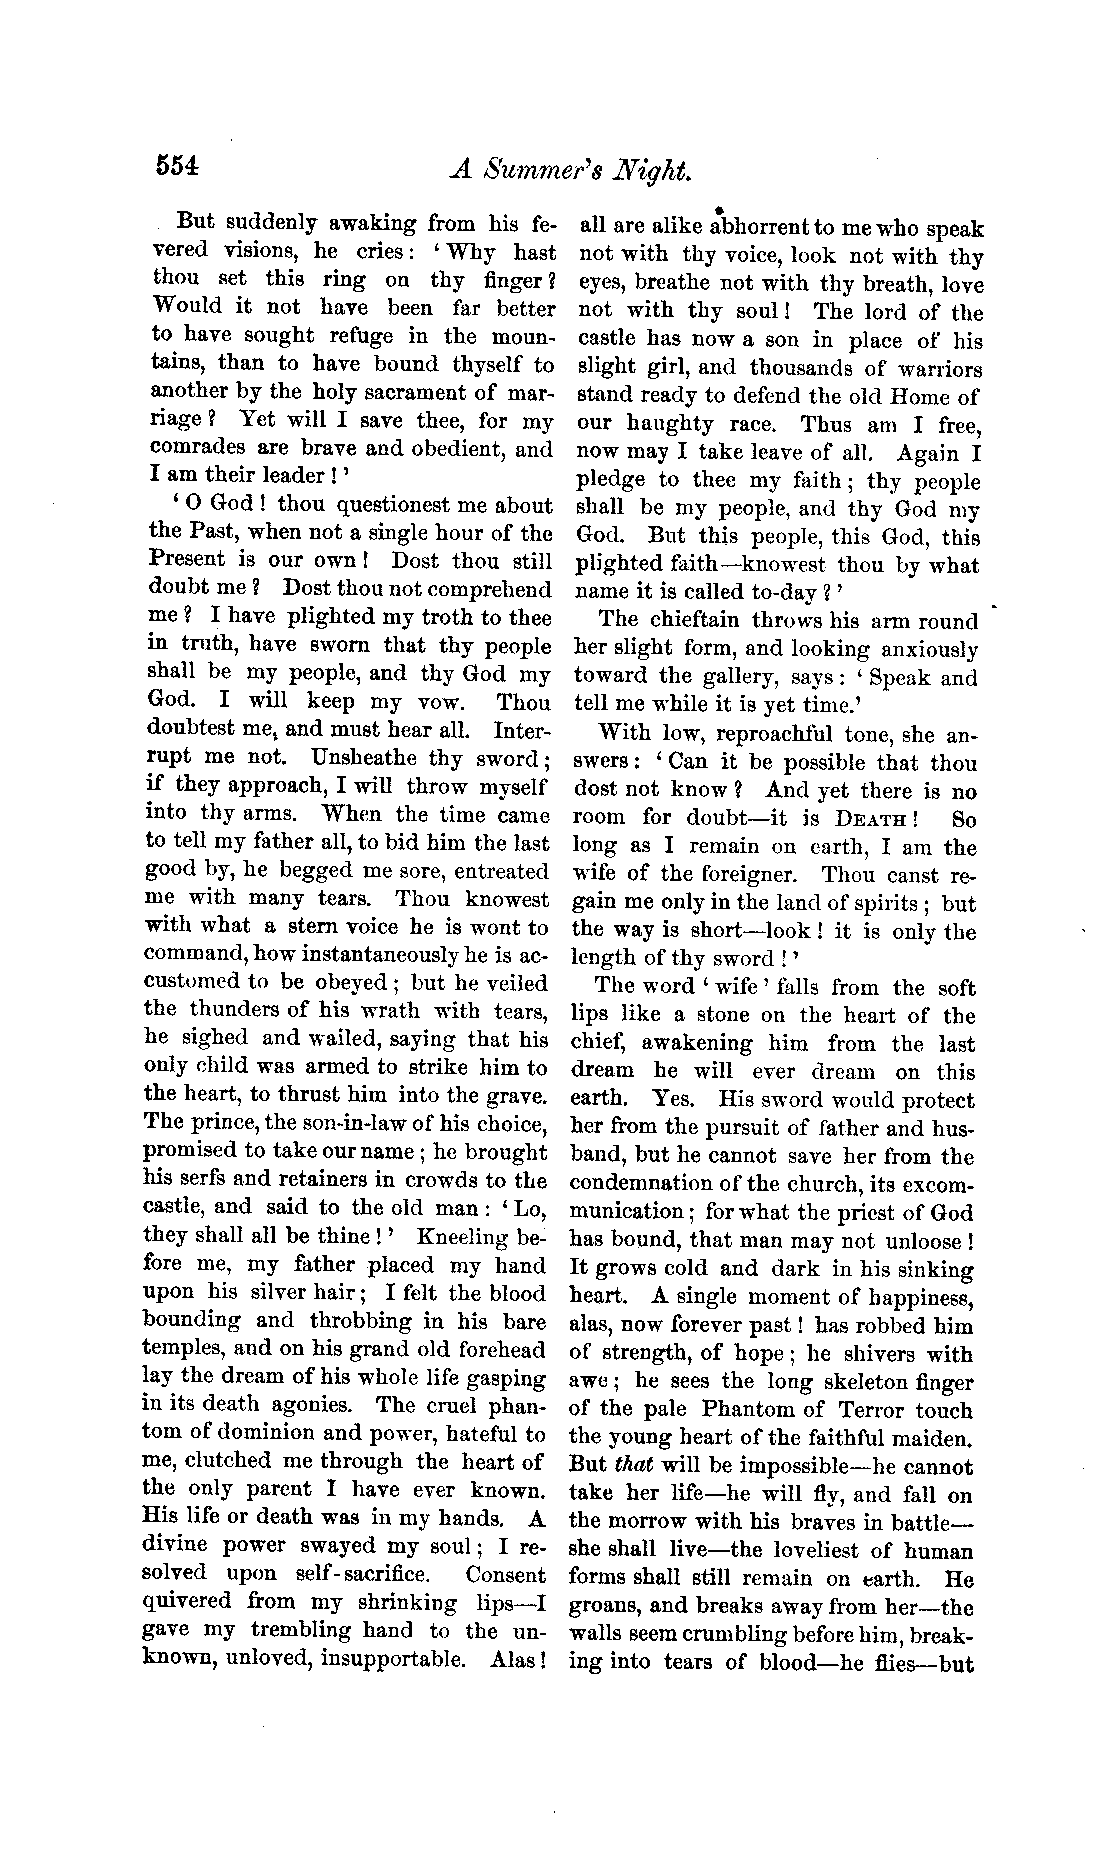 554
A Summer's Night.
But suddenly awaking from his fe-
vered visions, he cries: 'Why hast
thou set this ring on thy finger?
Would it not have been far better
to have sought refuge in the moun-
tains, than to have bound thyself to
another by the holy sacrament of mar-
riage? Yet will I save thee, for my
comrades are brave and obedient, and
I am their leader!'
'O God! thou questionest me about
the Past, when not a single hour of the
Present is our own! Dost thou still
doubt me? Dost thou not comprehend
me? I have plighted my troth to thee
in truth, have sworn that thy people
shall be my people, and thy God my
God. I will keep my vow. Thou
doubtest me, and must hear all. Inter-
rupt me not. Unsheathe thy sword;
if they approach, I will throw myself
into thy arms. When the time came
to tell my father all, to bid him the last
good by, he begged me sore, entreated
me with many tears. Thou knowest
with what a stern voice he is wont to
command, how instantaneously he is ac-
customed to be obeyed; but he veiled
the thunders of his wrath with tears,
he sighed and wailed, saying that his
only child was armed to strike him to
the heart, to thrust him into the grave.
The prince, the son-in-law of his choice,
promised to take our name; he brought
his serfs and retainers in crowds to the
castle, and said to the old man: 'Lo,
they shall all be thine!' Kneeling be-
fore me, my father placed my hand
upon his silver hair; I felt the blood
bounding and throbbing in his bare
temples, and on his grand old forehead
lay the dream of his whole life gasping
in its death agonies. The cruel phan-
tom of dominion and power, hateful to
me, clutched me through the heart of
the only parent I have ever known.
His life or death was in my hands. A
divine power swayed my soul; I re-
solved upon self-sacrifice. Consent
quivered from my shrinking lips—I
gave my trembling hand to the un-
known, unloved, insupportable. Alas!
all are alike abhorrent to me who speak
not with thy voice, look not with thy
eyes, breathe not with thy breath, love
not with thy soul! The lord of the
castle has now a son in place of his
slight girl, and thousands of warriors
stand ready to defend the old Home of
our haughty race. Thus am I free,
now may I take leave of all. Again I
pledge to thee my faith; thy people
shall be my people, and thy God my
God. But this people, this God, this
plighted faith—knowest thou by what
name it is called to-day?'
The chieftain throws his arm round
her slight form, and looking anxiously
toward the gallery, says: 'Speak and
tell me while it is yet time.'
With low, reproachful tone, she an-
swers: 'Can it be possible that thou
dost not know? And yet there is no
room for doubt—it is DEATH! So
long as I remain on earth, I am the
wife of the foreigner. Thou canst re-
gain me only in the land of spirits; but
the way is short—look! it is only the
length of thy sword!'
The word 'wife' falls from the soft
lips like a stone on the heart of the
chief, awakening him from the last
dream he will ever dream on this
earth. Yes. His sword would protect
her from the pursuit of father and hus-
band, but he cannot save her from the
condemnation of the church, its excom-
munication; for what the priest of God
has bound, that man may not unloose!
It grows cold and dark in his sinking
heart. A single moment of happiness,
alas, now forever past! has robbed him
of strength, of hope; he shivers with
awe; he sees the long skeleton finger
of the pale Phantom of Terror touch
the young heart of the faithful maiden.
But that will be impossible—he cannot
take her life—he will fly, and fall on
the morrow with his braves in battle—
she shall live—the loveliest of human
forms shall still remain on earth. He
groans, and breaks away from her—the
walls seem crumbling before him, break-
ing into tears of blood—he flies—but